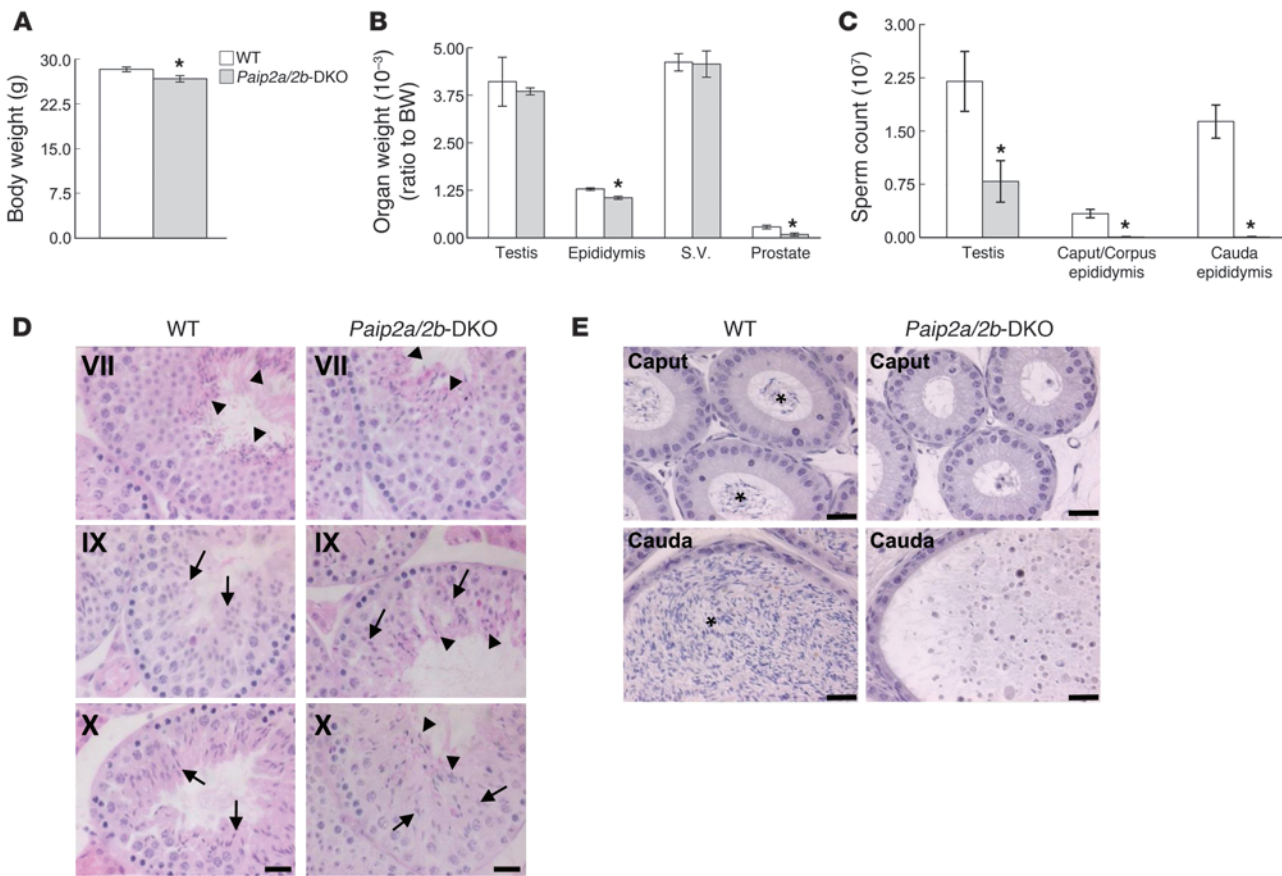 A
Body weight (g)
30.0
22.5
15.0
7.5
0.0
*
WT
Paip2a/2b-DKO
B
Organ weight (10⁻³)
(ratio to BW)
5.00
3.75
2.50
1.25
0.00
*
*
Testis
Epididymis
S.V.
Prostate
C
Sperm count (10⁷)
3.00
2.25
1.50
0.75
0.00
*
*
*
Testis
Caput/Corpus
epididymis
Cauda
epididymis
D
WT
Paip2a/2b-DKO
VII
VII
IX
IX
X
X
E
WT
Paip2a/2b-DKO
Caput
*
*
Caput
Cauda
*
Cauda